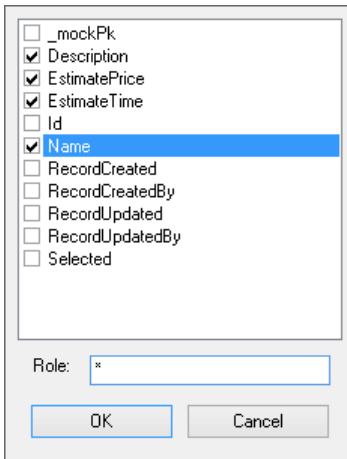 _mockPk
Description
EstimatePrice
EstimateTime
Id
Name
RecordCreated
RecordCreatedBy
RecordUpdated
RecordUpdatedBy
Selected
Role: *
OK Cancel